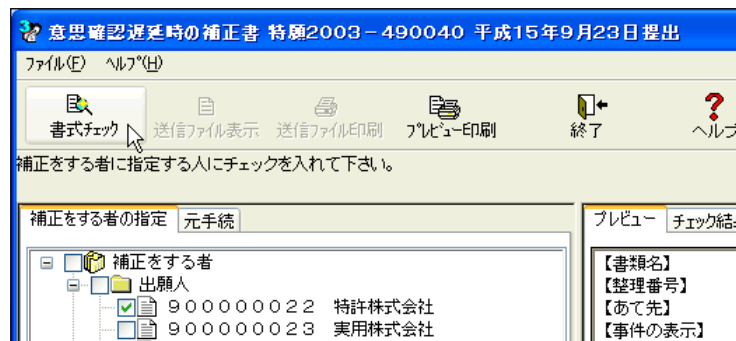 意思確認遅延時の補正書 特願2003-490040 平成15年9月23日提出
ファイル(F) ヘルプ(H)
書式チェック 送信ファイル表示 送信ファイル印刷 プレビュー印刷 終了 ヘルプ
補正をする者に指定する人にチェックを入れて下さい。
補正をする者の指定 元手続
補正をする者
出願人
900000022 特許株式会社
900000023 実用株式会社
プレビュー チェック結
【書類名】
【整理番号】
【あて先】
【事件の表示】